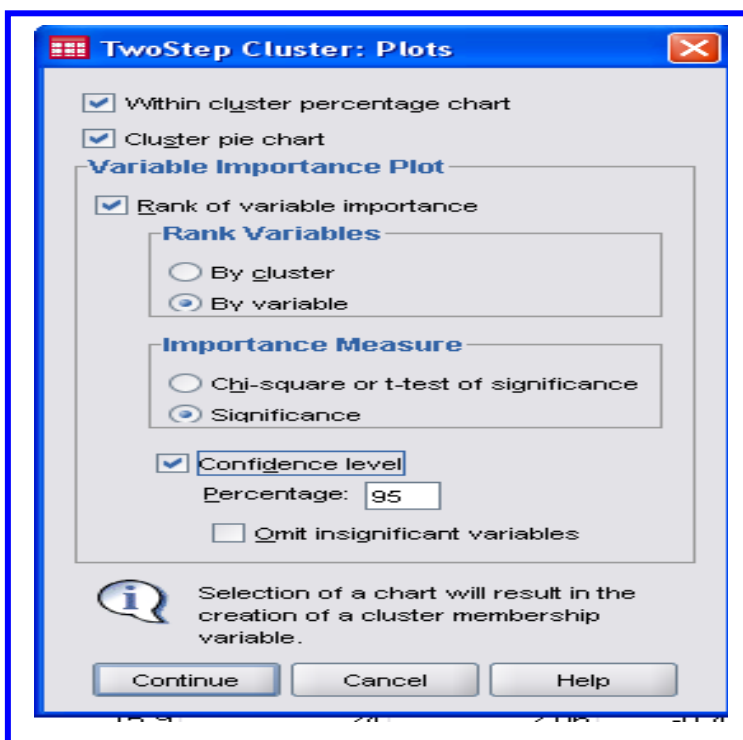 TwoStep Cluster: Plots
Within cluster percentage chart
Cluster pie chart
Variable Importance Plot
Rank of variable importance
Rank Variables
By cluster
By variable
Importance Measure
Chi-square or t-test of significance
Significance
Confidence level
Percentage: 95
Omit insignificant variables
Selection of a chart will result in the
creation of a cluster membership
variable.
Continue Cancel Help